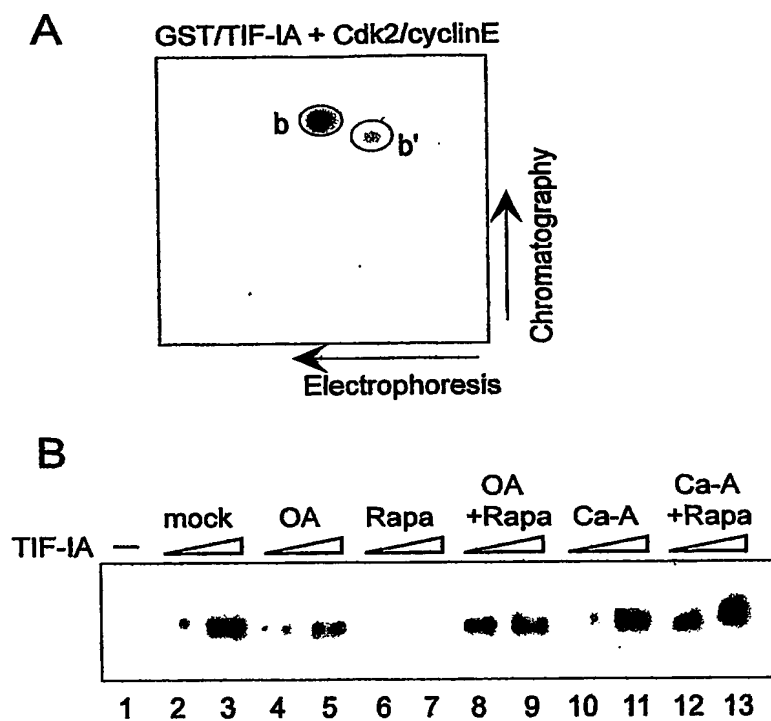 A
GST/TIF-IA + Cdk2/cyclinE
b
b'
Chromatography
Electrophoresis
B
mock OA Rapa OA +Rapa Ca-A Ca-A +Rapa
TIF-IA —
1 2 3 4 5 6 7 8 9 10 11 12 13